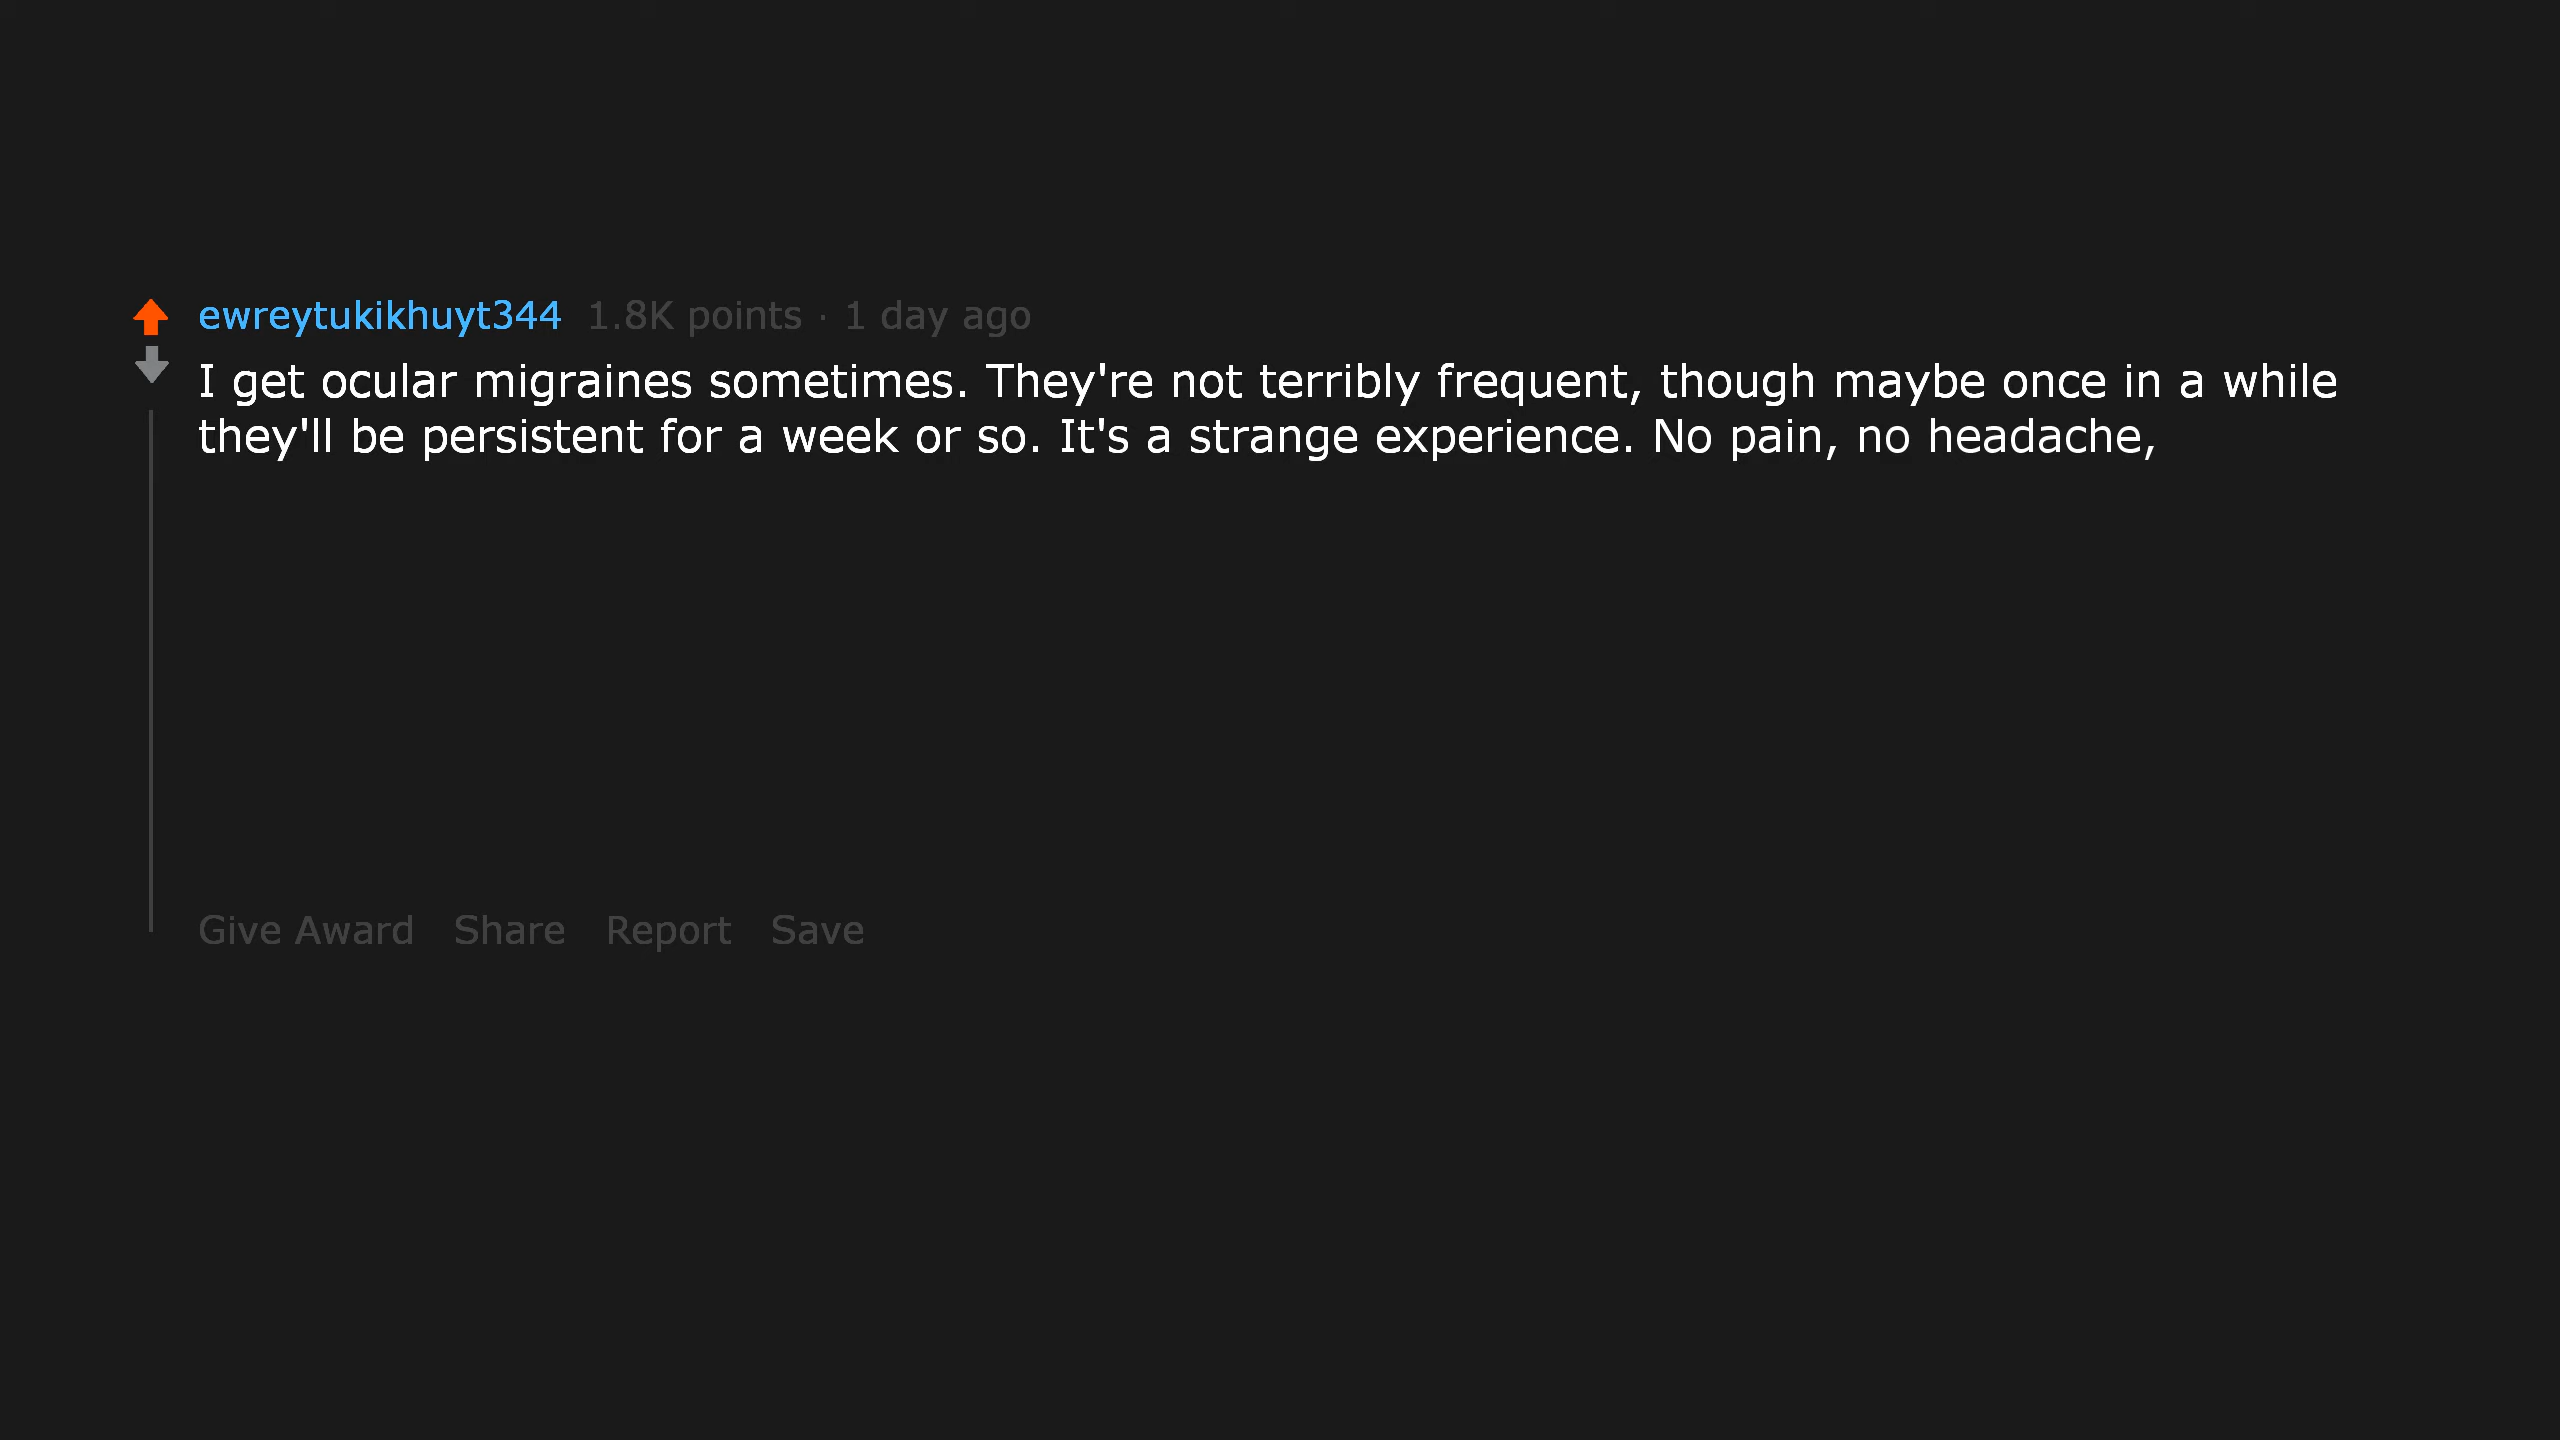 ewreytukikhuyt344 1.8K points · 1 day ago
I get ocular migraines sometimes. They're not terribly frequent, though maybe once in a while
they'll be persistent for a week or so. It's a strange experience. No pain, no headache,
Give Award Share Report Save